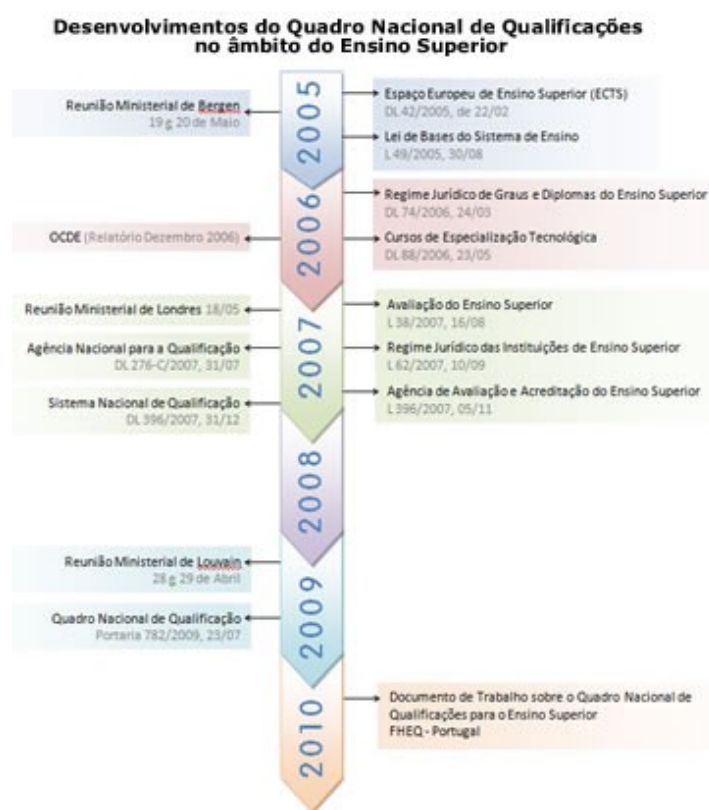 Desenvolvimentos do Quadro Nacional de Qualificações
no âmbito do Ensino Superior
2005
Reunião Ministerial de Bergen
19 g 20 de Maio
Espaço Europeu de Ensino Superior (ECTS)
DL 42/2005, de 22/02
Lei de Bases do Sistema de Ensino
L 49/2005, 30/08
2006
OCDE (Relatório Dezembro 2006)
Regime Jurídico de Graus e Diplomas do Ensino Superior
DL 74/2006, 24/03
Cursos de Especialização Tecnológica
DL 88/2006, 23/05
2007
Reunião Ministerial de Londres 18/05
Agência Nacional para a Qualificação
DL 276-C/2007, 31/07
Sistema Nacional de Qualificação
DL 396/2007, 31/12
Avaliação do Ensino Superior
L 38/2007, 16/08
Regime Jurídico das Instituições de Ensino Superior
L 62/2007, 10/09
Agência de Avaliação e Acreditação do Ensino Superior
L 396/2007, 05/11
2008
2009
Reunião Ministerial de Louvain
28 g 29 de Abril
Quadro Nacional de Qualificação
Portaria 782/2009, 23/07
2010
Documento de Trabalho sobre o Quadro Nacional de
Qualificações para o Ensino Superior
FHEQ - Portugal